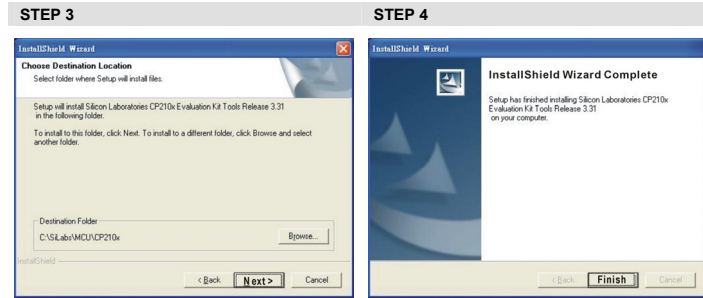 STEP 3
InstallShield Wizard
Choose Destination Location
Select folder where Setup will install files.
Setup will install Silicon Laboratories CP210x Evaluation Kit Tools Release 3.31
in the following folder.
To install to this folder, click Next. To install to a different folder, click Browse and select
another folder.
Destination Folder
C:\SiLabs\MCU\CP210x
Browse...
InstallShield
< Back
Next >
Cancel
STEP 4
InstallShield Wizard
InstallShield Wizard Complete
Setup has finished installing Silicon Laboratories CP210x
Evaluation Kit Tools Release 3.31
on your computer.
< Back
Finish
Cancel